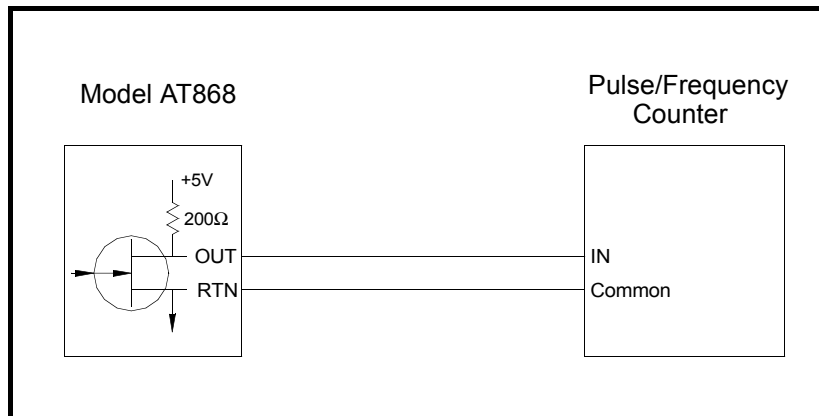 Model AT868
Pulse/Frequency
Counter
+5V
200Ω
OUT
IN
RTN
Common